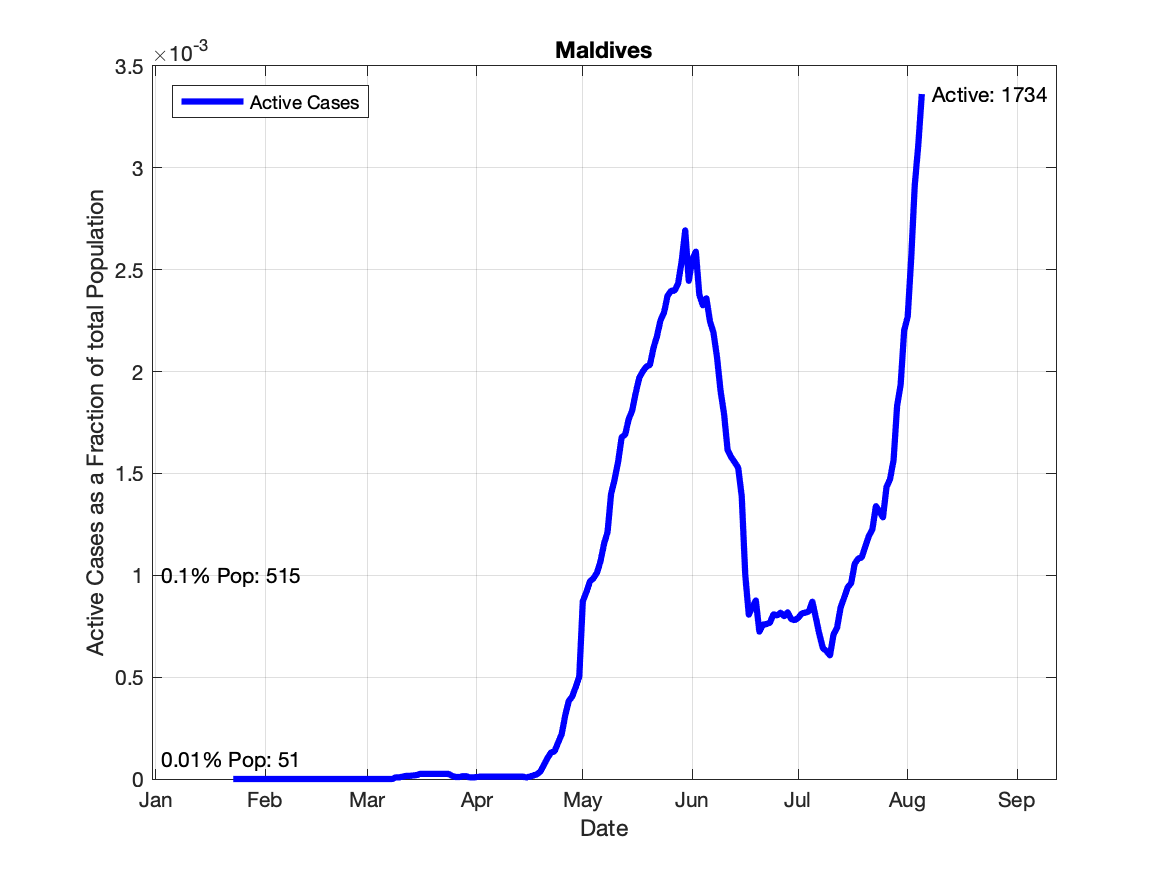 Maldives
×10-3
3.5
3
2.5
2
1.5
1
0.5
0
Active Cases as a Fraction of total Population
Active Cases
Active: 1734
0.1% Pop: 515
0.01% Pop: 51
Jan Feb Mar Apr May Jun Jul Aug Sep
Date